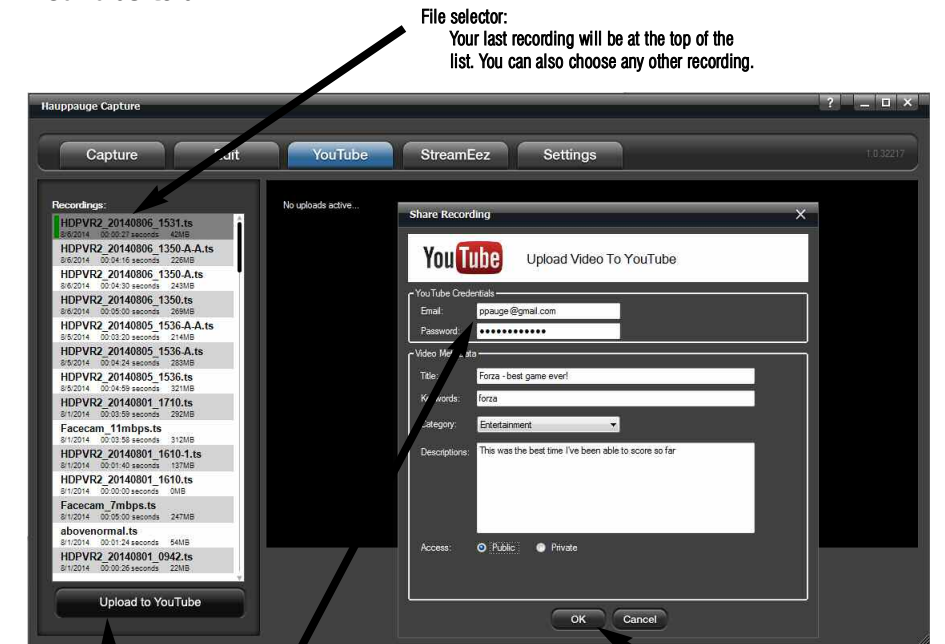 File selector:
Your last recording will be at the top of the
list. You can also choose any other recording.
Hauppauge Capture
? _ X
Capture
YouTube
StreamEez
Settings
1.0.32217
Recordings:
HDPVR2_20140806_1531.ts
8/6/2014 00:00:27 seconds 42MB
HDPVR2_20140806_1350-A-A.ts
8/6/2014 00:04:16 seconds 226MB
HDPVR2_20140806_1350-A.ts
8/6/2014 00:04:30 seconds 243MB
HDPVR2_20140806_1350.ts
8/6/2014 00:05:00 seconds 269MB
HDPVR2_20140805_1536-A-A.ts
8/5/2014 00:03:20 seconds 214MB
HDPVR2_20140805_1536-A.ts
8/5/2014 00:04:24 seconds 283MB
HDPVR2_20140805_1536.ts
8/5/2014 00:04:59 seconds 321MB
HDPVR2_20140801_1710.ts
8/1/2014 00:03:59 seconds 292MB
Facecam_11mbps.ts
8/1/2014 00:03:58 seconds 312MB
HDPVR2_20140801_1610-1.ts
8/1/2014 00:01:40 seconds 137MB
HDPVR2_20140801_1610.ts
8/1/2014 00:00:00 seconds 0MB
Facecam_7mbps.ts
8/1/2014 00:05:00 seconds 247MB
abovenormal.ts
8/1/2014 00:01:24 seconds 54MB
HDPVR2_20140801_0942.ts
8/1/2014 00:00:26 seconds 22MB
Upload to YouTube
No uploads active...
Share Recording X
YouTube Upload Video To YouTube
YouTube Credentials
Email: ppauge@gmail.com
Password: ●●●●●●●●●●●●
Video
Title: Forza - best game ever!
forza
Category: Entertainment
Descriptions: This was the best time I've been able to score so far
Access: Public Private
OK Cancel